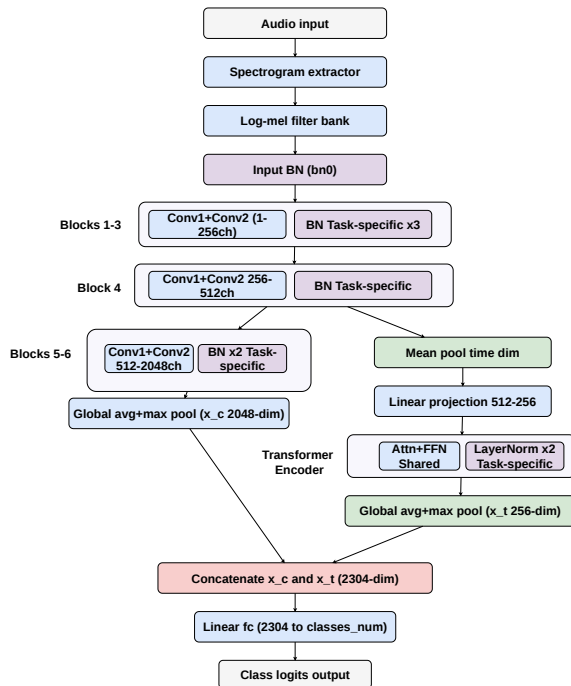 Audio input
Spectrogram extractor
Log-mel filter bank
Input BN (bn0)
Blocks 1-3
Conv1+Conv2 (1-
256ch)
BN Task-specific x3
Block 4
Conv1+Conv2 256-
512ch
BN Task-specific
Blocks 5-6
Conv1+Conv2
512-2048ch
BN x2 Task-
specific
Mean pool time dim
Global avg+max pool (x_c 2048-dim)
Linear projection 512-256
Transformer
Encoder
Attn+FFN
Shared
LayerNorm x2
Task-specific
Global avg+max pool (x_t 256-dim)
Concatenate x_c and x_t (2304-dim)
Linear fc (2304 to classes_num)
Class logits output